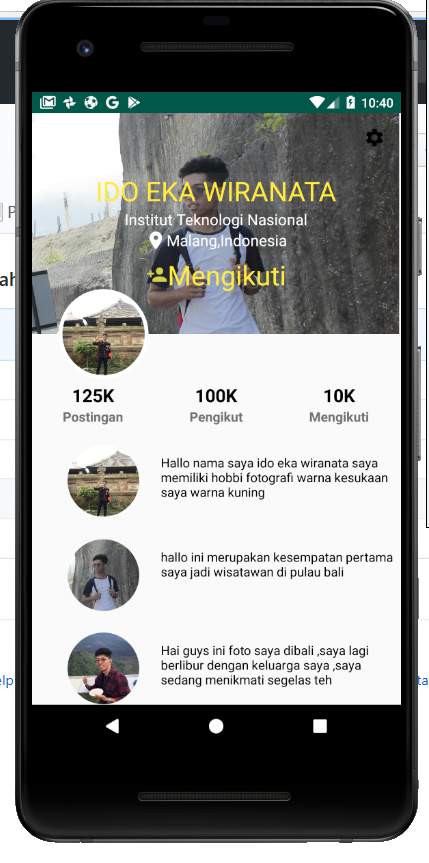 10:40
IDO EKA WIRANATA
Institut Teknologi Nasional
Malang,Indonesia
Mengikuti
125K
100K
10K
Postingan
Pengikut
Mengikuti
Hallo nama saya ido eka wiranata saya
memiliki hobbi fotografi warna kesukaan
saya warna kuning
hallo ini merupakan kesempatan pertama
saya jadi wisatawan di pulau bali
Hai guys ini foto saya dibali ,saya lagi
berlibur dengan keluarga saya ,saya
sedang menikmati segelas teh